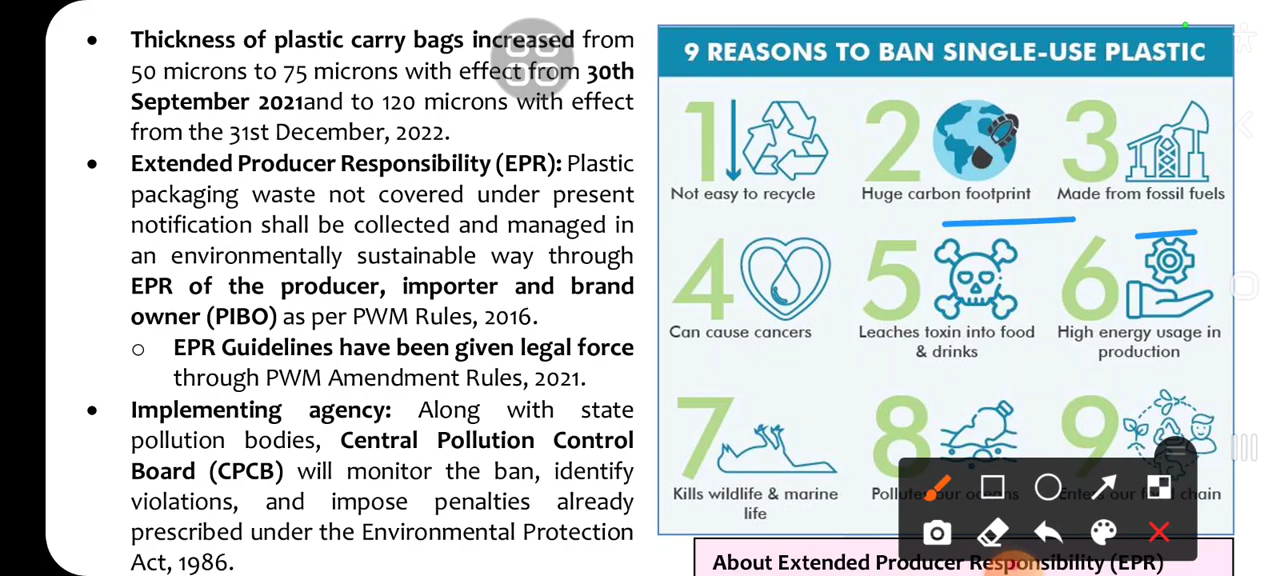 • Thickness of plastic carry bags increased from
50 microns to 75 microns with effect from 30th
September 2021and to 120 microns with effect
from the 31st December, 2022.
• Extended Producer Responsibility (EPR): Plastic
packaging waste not covered under present
notification shall be collected and managed in
an environmentally sustainable way through
EPR of the producer, importer and brand
owner (PIBO) as per PWM Rules, 2016.
o EPR Guidelines have been given legal force
through PWM Amendment Rules, 2021.
• Implementing agency: Along with state
pollution bodies, Central Pollution Control
Board (CPCB) will monitor the ban, identify
violations, and impose penalties already
prescribed under the Environmental Protection
Act, 1986.
9 REASONS TO BAN SINGLE-USE PLASTIC
1
Not easy to recycle
2
Huge carbon footprint
3
Made from fossil fuels
4
Can cause cancers
5
Leaches toxin into food
& drinks
6
High energy usage in
production
7
Kills wildlife & marine
life
8
Pollutes our oceans
9
Enters our food chain
About Extended Producer Responsibility (EPR)